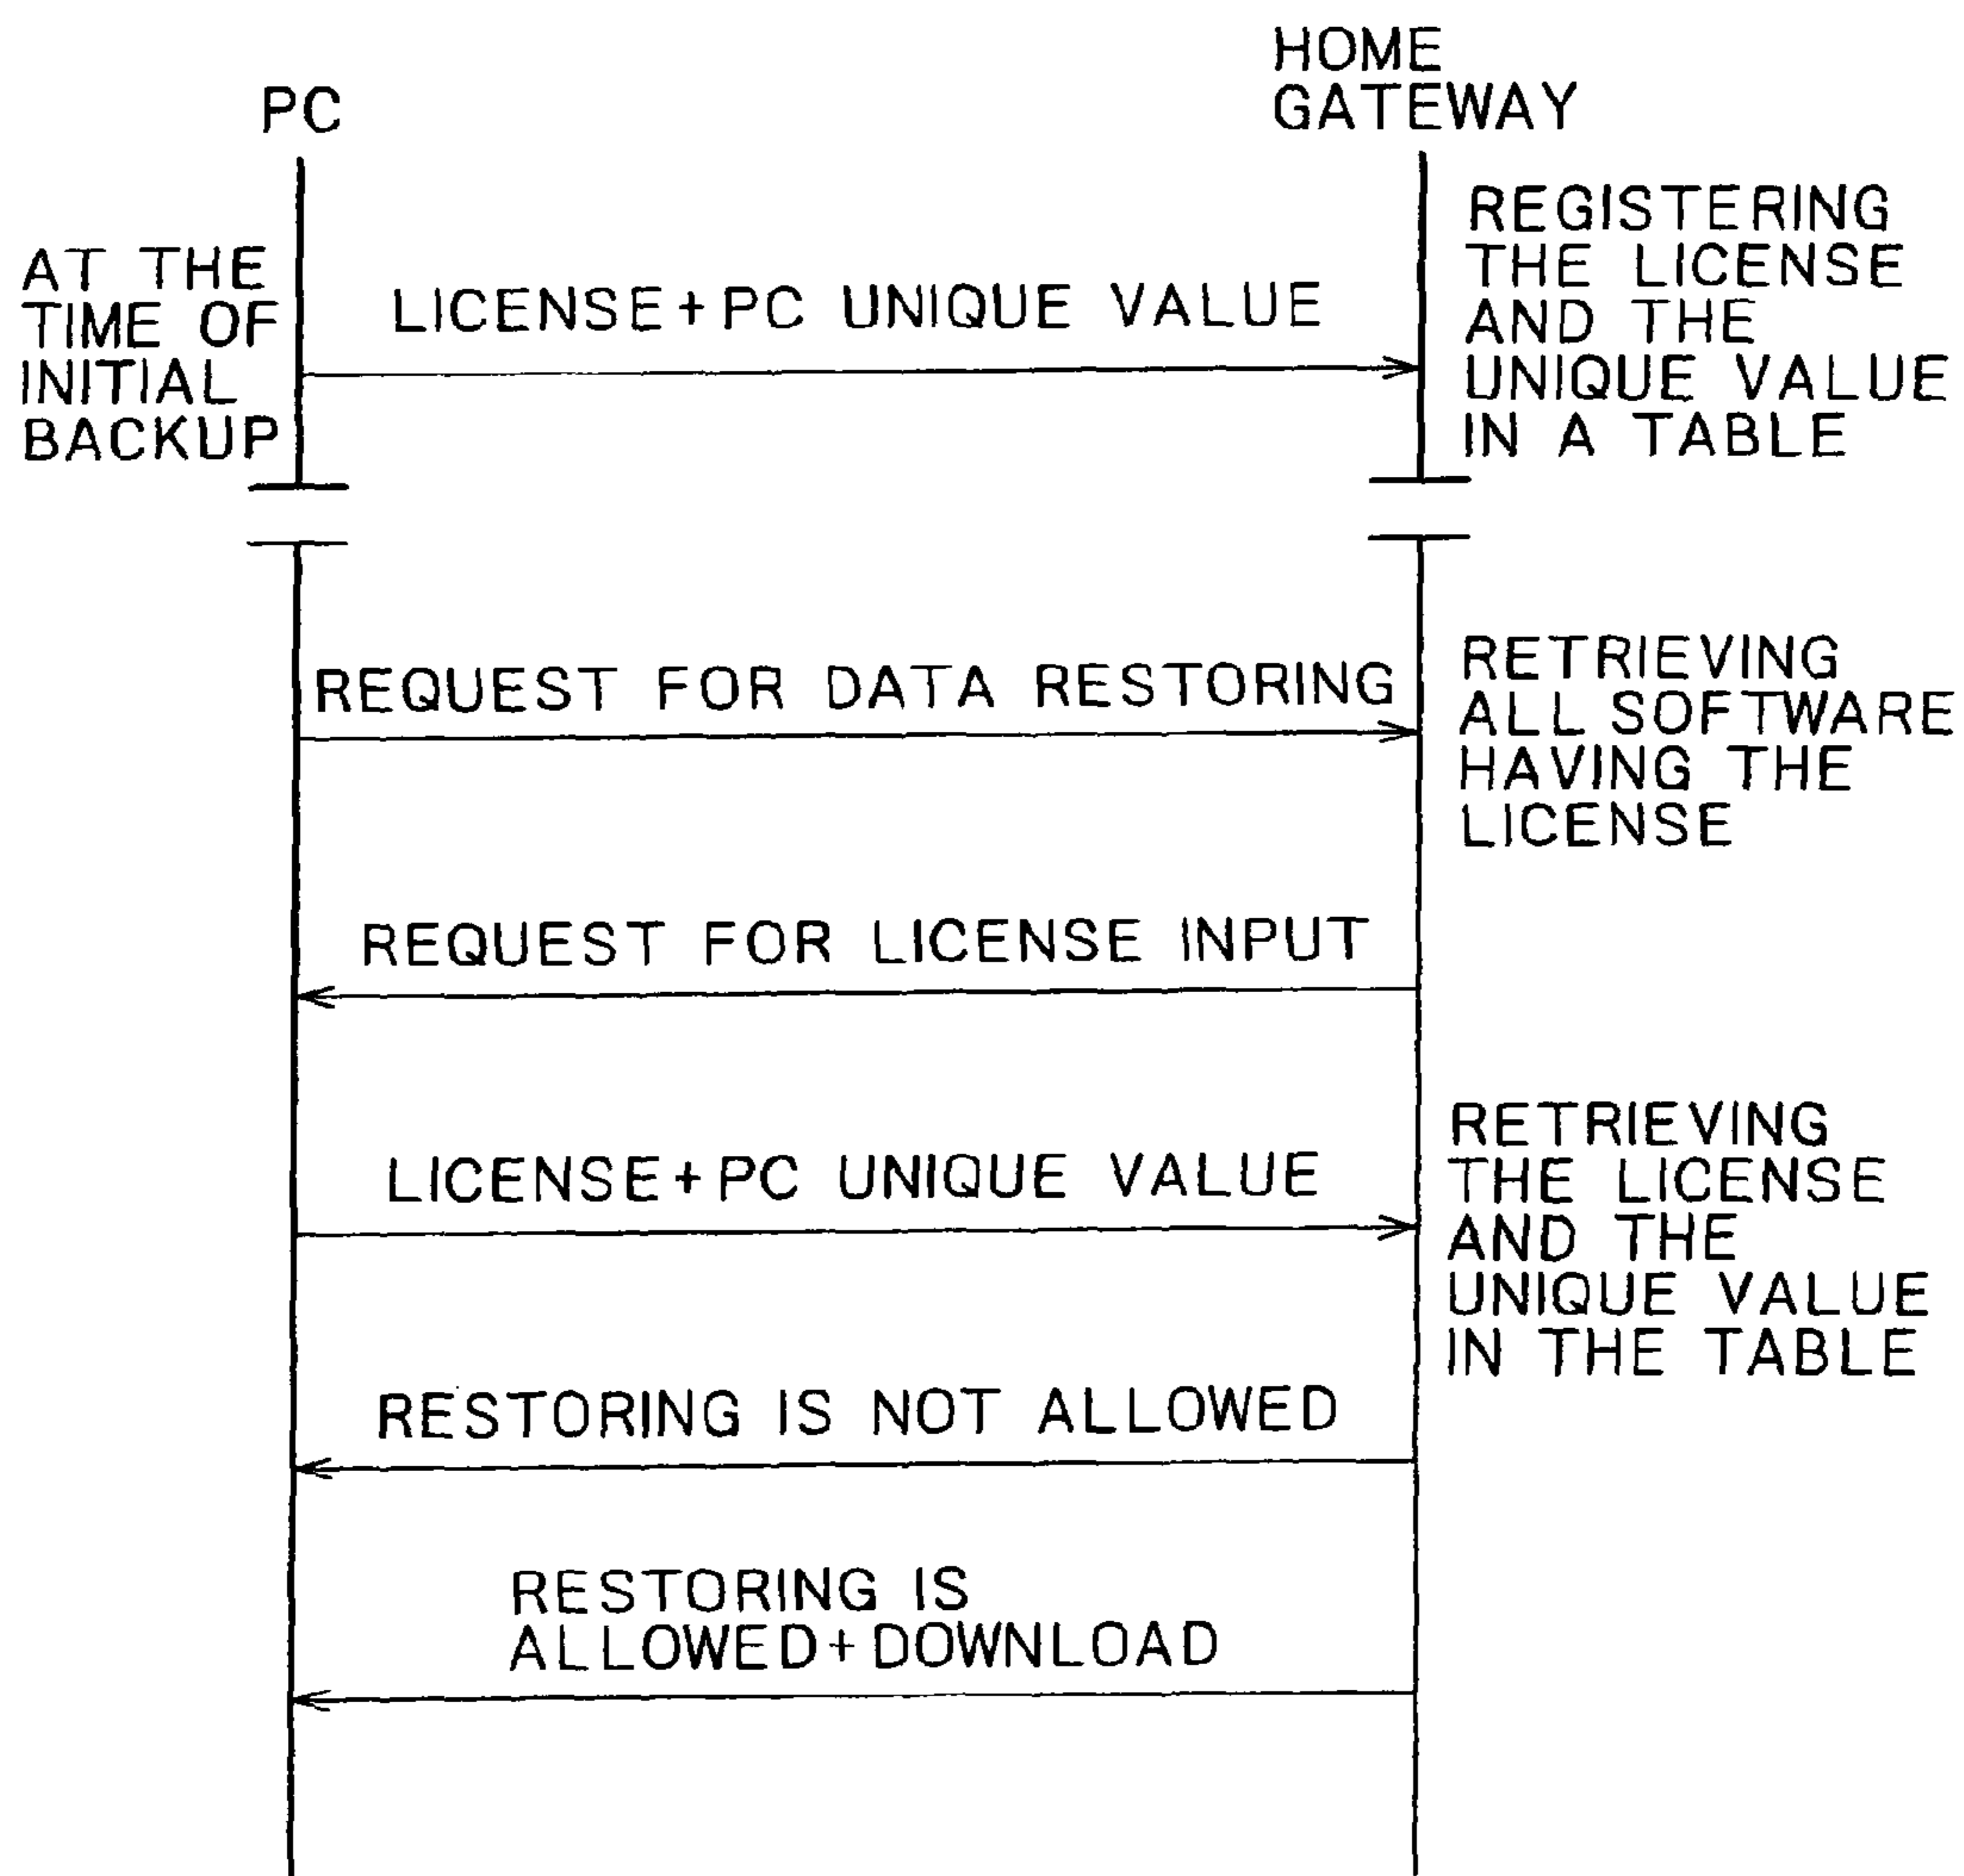 HOME
GATEWAY
PC
REGISTERING
THE LICENSE
AND THE
UNIQUE VALUE
IN A TABLE
AT THE
TIME OF
INITIAL
BACKUP
LICENSE+PC UNIQUE VALUE
REQUEST FOR DATA RESTORING
RETRIEVING
ALL SOFTWARE
HAVING THE
LICENSE
REQUEST FOR LICENSE INPUT
LICENSE+PC UNIQUE VALUE
RETRIEVING
THE LICENSE
AND THE
UNIQUE VALUE
IN THE TABLE
RESTORING IS NOT ALLOWED
RESTORING IS
ALLOWED+DOWNLOAD